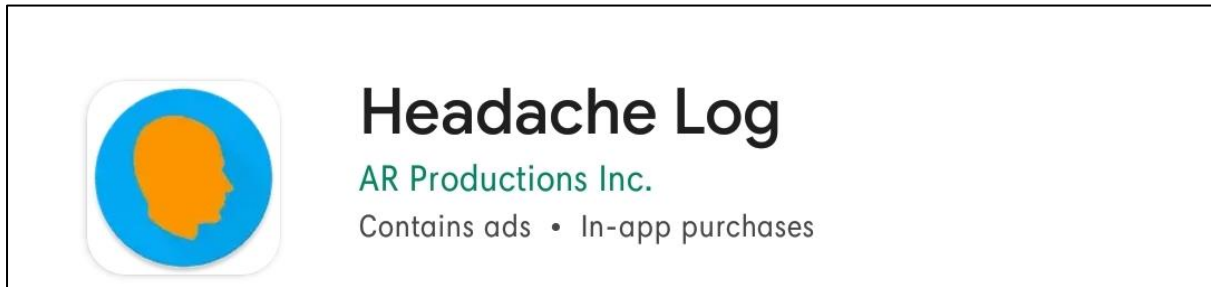 Headache Log
AR Productions Inc.
Contains ads • In-app purchases